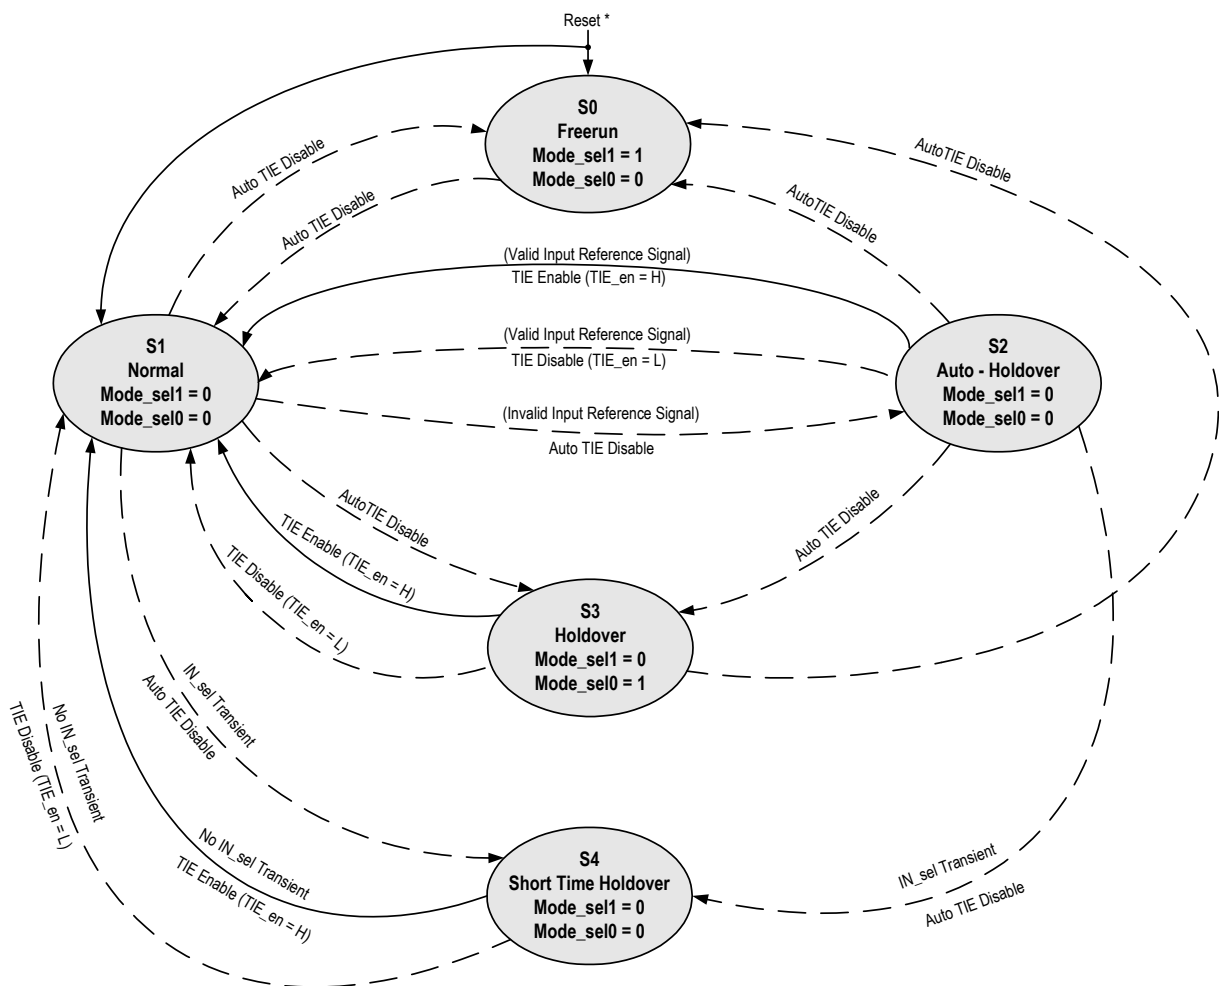 Reset *
S0
Freerun
Mode_sel1 = 1
Mode_sel0 = 0
Auto TIE Disable
Auto TIE Disable
AutoTIE Disable
AutoTIE Disable
(Valid Input Reference Signal)
TIE Enable (TIE_en = H)
(Valid Input Reference Signal)
TIE Disable (TIE_en = L)
(Invalid Input Reference Signal)
Auto TIE Disable
S1
Normal
Mode_sel1 = 0
Mode_sel0 = 0
S2
Auto - Holdover
Mode_sel1 = 0
Mode_sel0 = 0
AutoTIE Disable
TIE Enable (TIE_en = H)
TIE Disable (TIE_en = L)
Auto TIE Disable
S3
Holdover
Mode_sel1 = 0
Mode_sel0 = 1
IN_sel Transient
Auto TIE Disable
No IN_sel Transient
TIE Disable (TIE_en = L)
No IN_sel Transient
TIE Enable (TIE_en = H)
S4
Short Time Holdover
Mode_sel1 = 0
Mode_sel0 = 0
IN_sel Transient
Auto TIE Disable